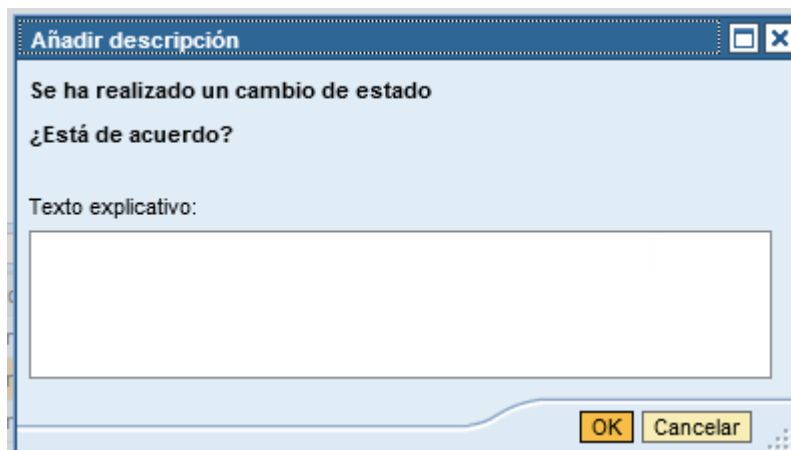 Añadir descripción
Se ha realizado un cambio de estado
¿Está de acuerdo?
Texto explicativo:
OK Cancelar